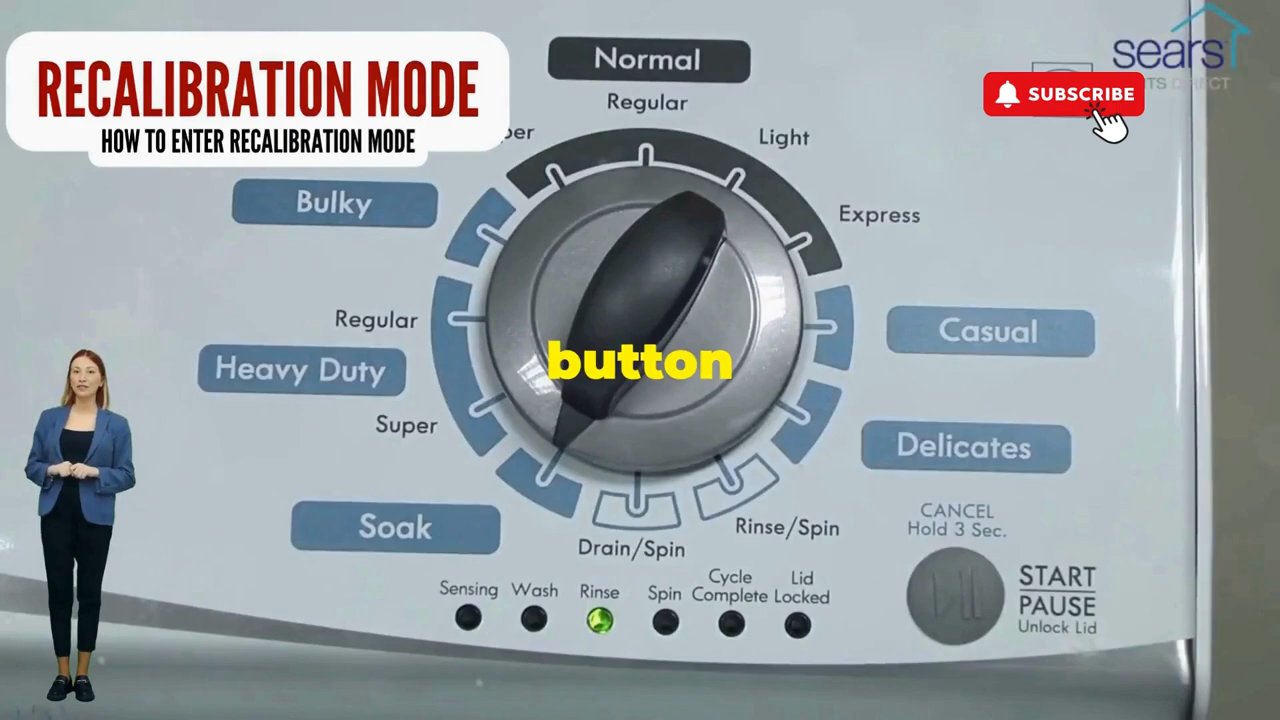 RECALIBRATION MODE
HOW TO ENTER RECALIBRATION MODE
sears
SUBSCRIBE
Normal
Regular
Light
Express
Bulky
Regular
Heavy Duty
Super
Casual
button
Delicates
Soak
Rinse/Spin
Drain/Spin
CANCEL
Hold 3 Sec.
START
PAUSE
Unlock Lid
Sensing
Wash
Rinse
Spin
Cycle
Complete
Lid
Locked